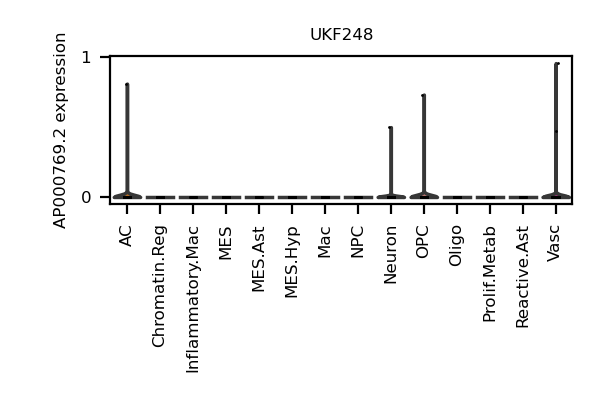 UKF248
AP000769.2 expression
1
0
AC
Chromatin.Reg
Inflammatory.Mac
MES
MES.Ast
MES.Hyp
Mac
NPC
Neuron
OPC
Oligo
Prolif.Metab
Reactive.Ast
Vasc